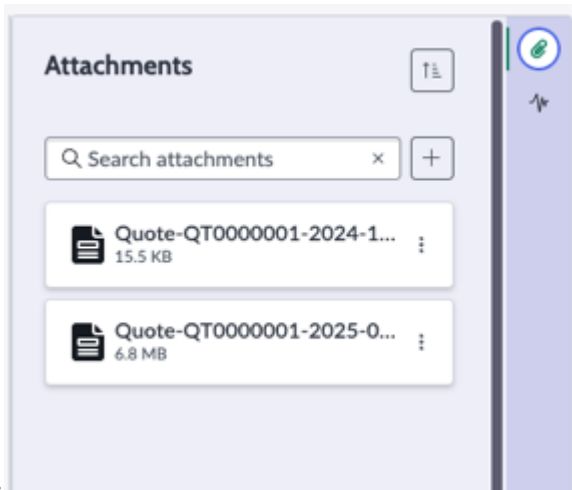 Attachments
Search attachments
Quote-QT0000001-2024-1...
15.5 KB
Quote-QT0000001-2025-0...
6.8 MB